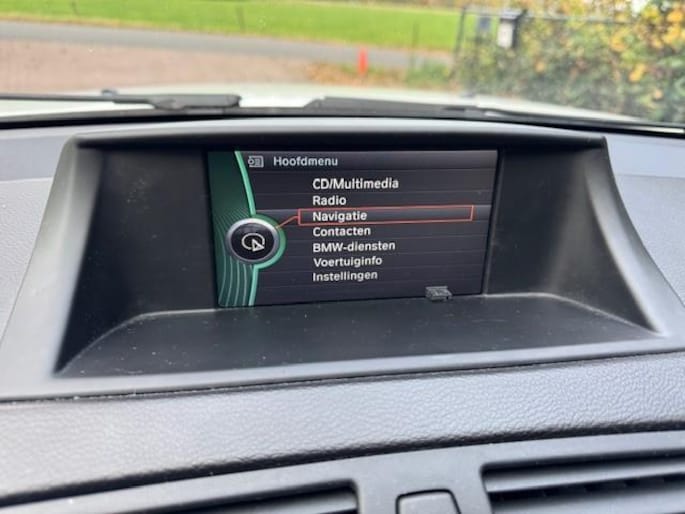 Hoofdmenu
CD/Multimedia
Radio
Navigatie
Contacten
BMW-diensten
Voertuiginfo
Instellingen